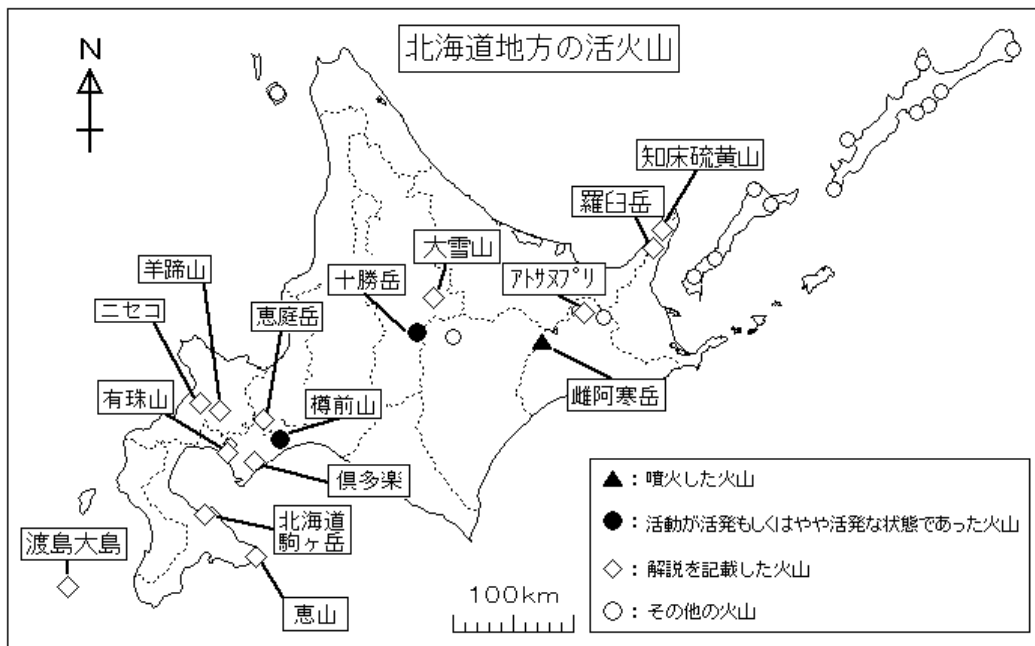 北海道地方の活火山
N
知床硫黄山
羅臼岳
大雪山
アトサヌプリ
十勝岳
羊蹄山
ニセコ
恵庭岳
有珠山
樽前山
雌阿寒岳
倶多楽
北海道
駒ヶ岳
渡島大島
恵山
100km
▲：噴火した火山
●：活動が活発もしくはやや活発な状態であった火山
◇：解説を記載した火山
○：その他の火山